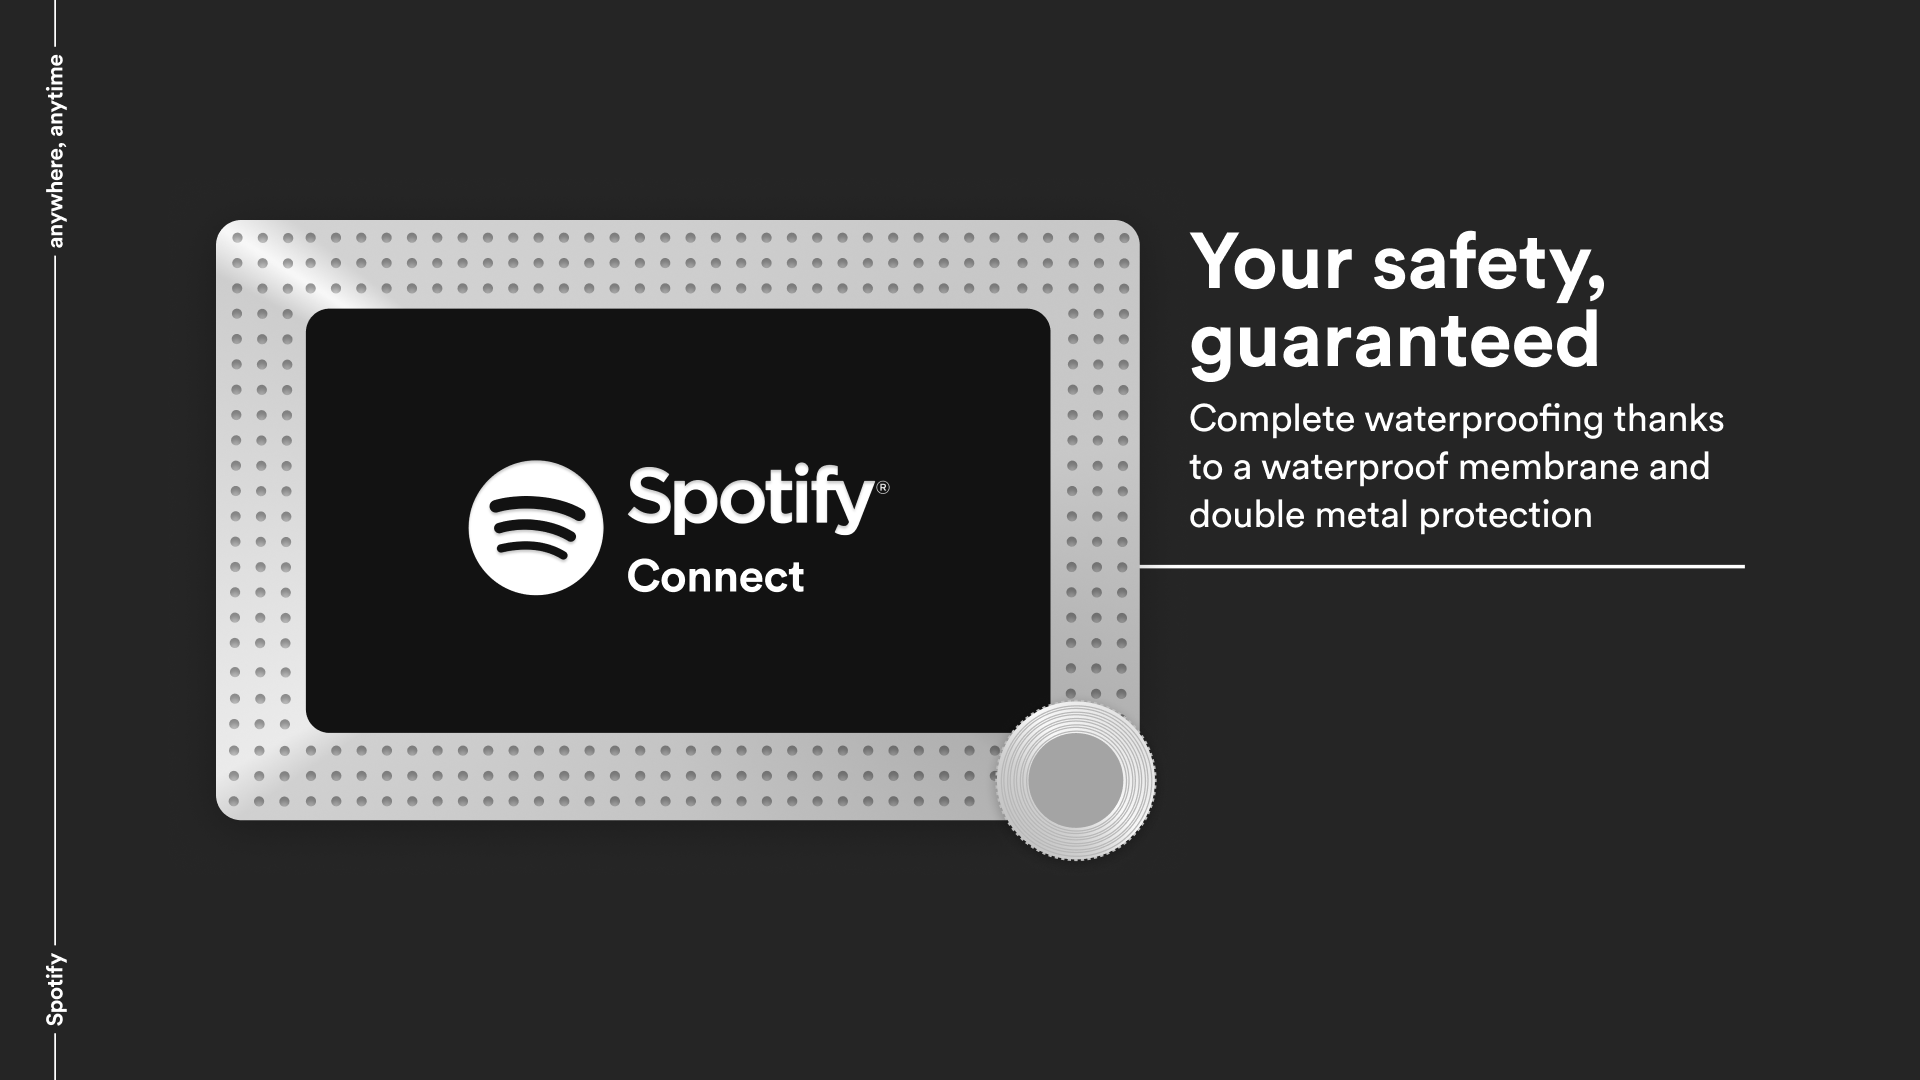 anywhere, anytime
Spotify
Spotify®
Connect
Your safety,
guaranteed
Complete waterproofing thanks
to a waterproof membrane and
double metal protection